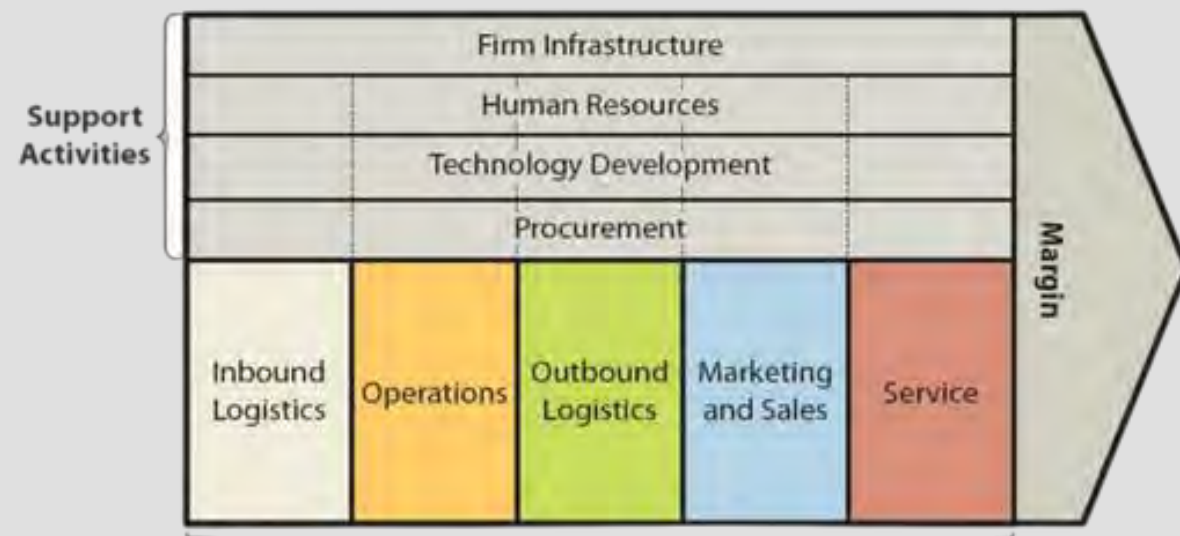 Firm Infrastructure
Support
Activities
Human Resources
Technology Development
Procurement
Margin
Inbound
Logistics
Operations
Outbound
Logistics
Marketing
and Sales
Service